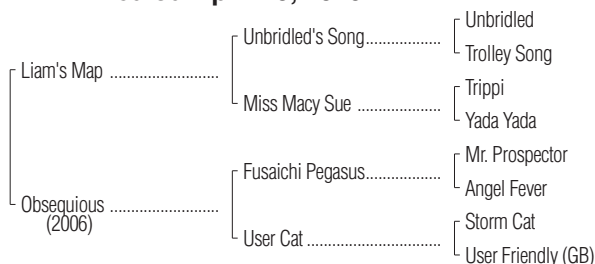 Unbridled
Unbridled's Song
Trolley Song
Liam's Map
Trippi
Miss Macy Sue
Yada Yada
Mr. Prospector
Fusaichi Pegasus
Angel Fever
Obsequious
(2006)
Storm Cat
User Cat
User Friendly (GB)